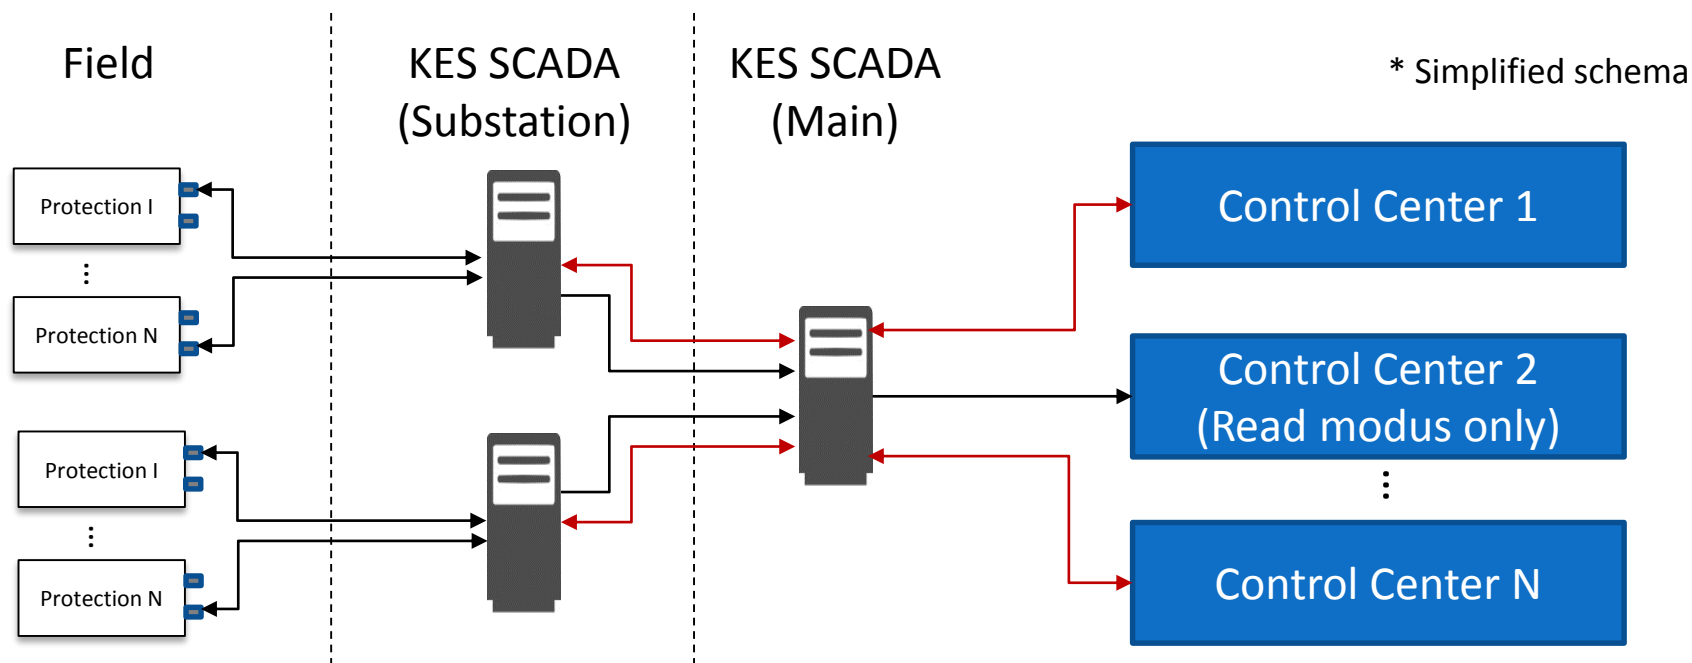 Field
KES SCADA
(Substation)
KES SCADA
(Main)
* Simplified schema
Protection I
⋮
Protection N
Protection I
⋮
Protection N
Control Center 1
Control Center 2
(Read modus only)
⋮
Control Center N